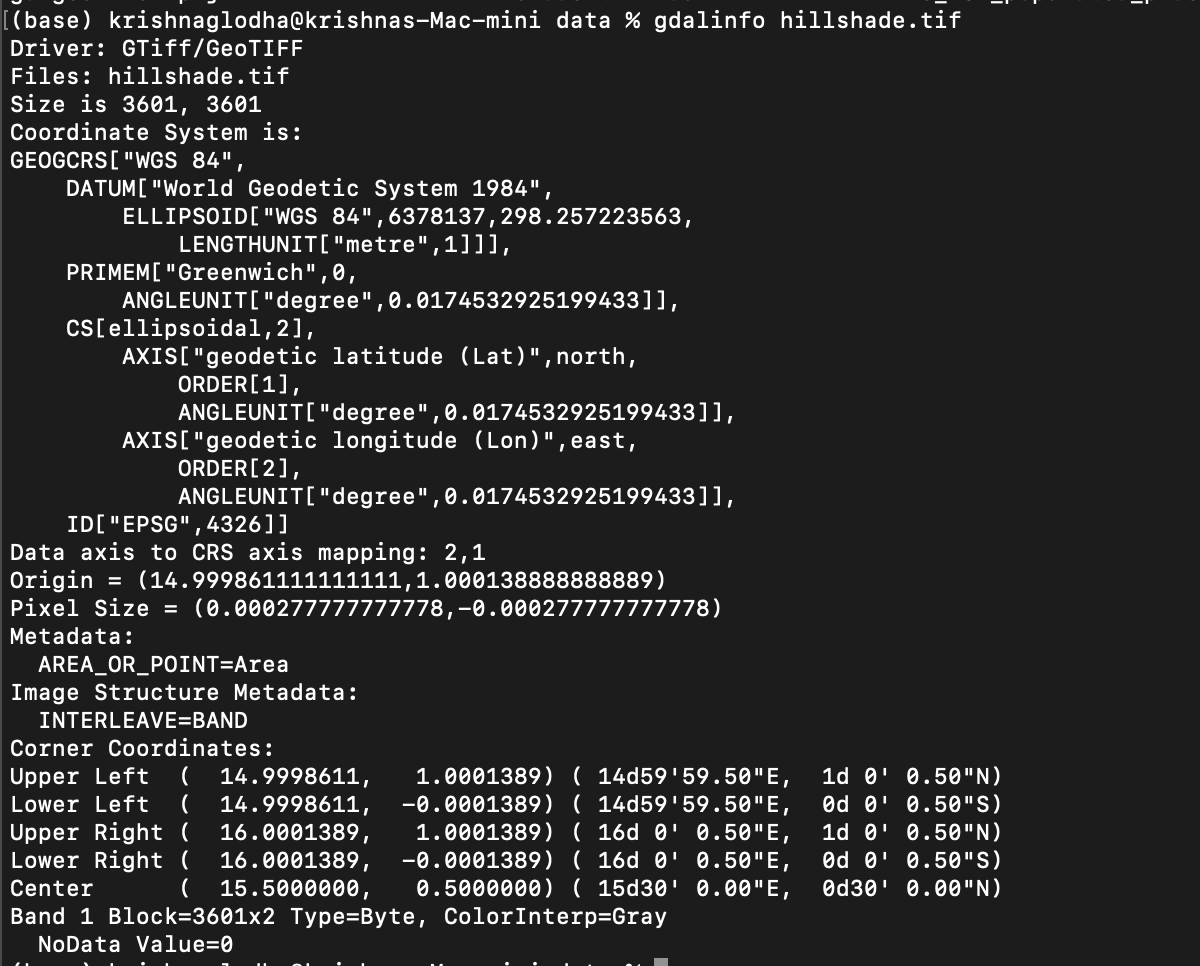 (base) krishnaglodha@krishnas-Mac-mini data % gdalinfo hillshade.tif
Driver: GTiff/GeoTIFF
Files: hillshade.tif
Size is 3601, 3601
Coordinate System is:
GEOGCRS["WGS 84",
    DATUM["World Geodetic System 1984",
        ELLIPSOID["WGS 84",6378137,298.257223563,
            LENGTHUNIT["metre",1]]],
    PRIMEM["Greenwich",0,
        ANGLEUNIT["degree",0.0174532925199433]],
    CS[ellipsoidal,2],
        AXIS["geodetic latitude (Lat)",north,
            ORDER[1],
            ANGLEUNIT["degree",0.0174532925199433]],
        AXIS["geodetic longitude (Lon)",east,
            ORDER[2],
            ANGLEUNIT["degree",0.0174532925199433]],
    ID["EPSG",4326]]
Data axis to CRS axis mapping: 2,1
Origin = (14.999861111111111,1.000138888888889)
Pixel Size = (0.000277777777778,-0.000277777777778)
Metadata:
  AREA_OR_POINT=Area
Image Structure Metadata:
  INTERLEAVE=BAND
Corner Coordinates:
Upper Left  (  14.9998611,   1.0001389) ( 14d59'59.50"E,  1d 0' 0.50"N)
Lower Left  (  14.9998611,  -0.0001389) ( 14d59'59.50"E,  0d 0' 0.50"S)
Upper Right (  16.0001389,   1.0001389) ( 16d 0' 0.50"E,  1d 0' 0.50"N)
Lower Right (  16.0001389,  -0.0001389) ( 16d 0' 0.50"E,  0d 0' 0.50"S)
Center      (  15.5000000,   0.5000000) ( 15d30' 0.00"E,  0d30' 0.00"N)
Band 1 Block=3601x2 Type=Byte, ColorInterp=Gray
  NoData Value=0